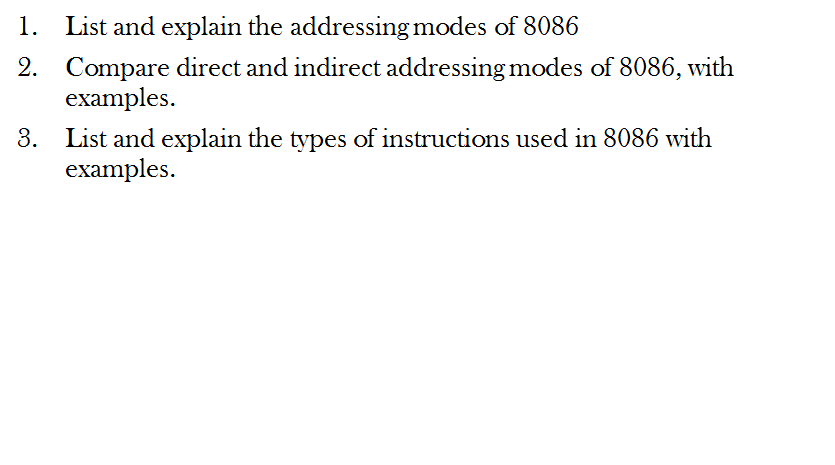 1. List and explain the addressing modes of 8086
2. Compare direct and indirect addressing modes of 8086, with
examples.
3. List and explain the types of instructions used in 8086 with
examples.